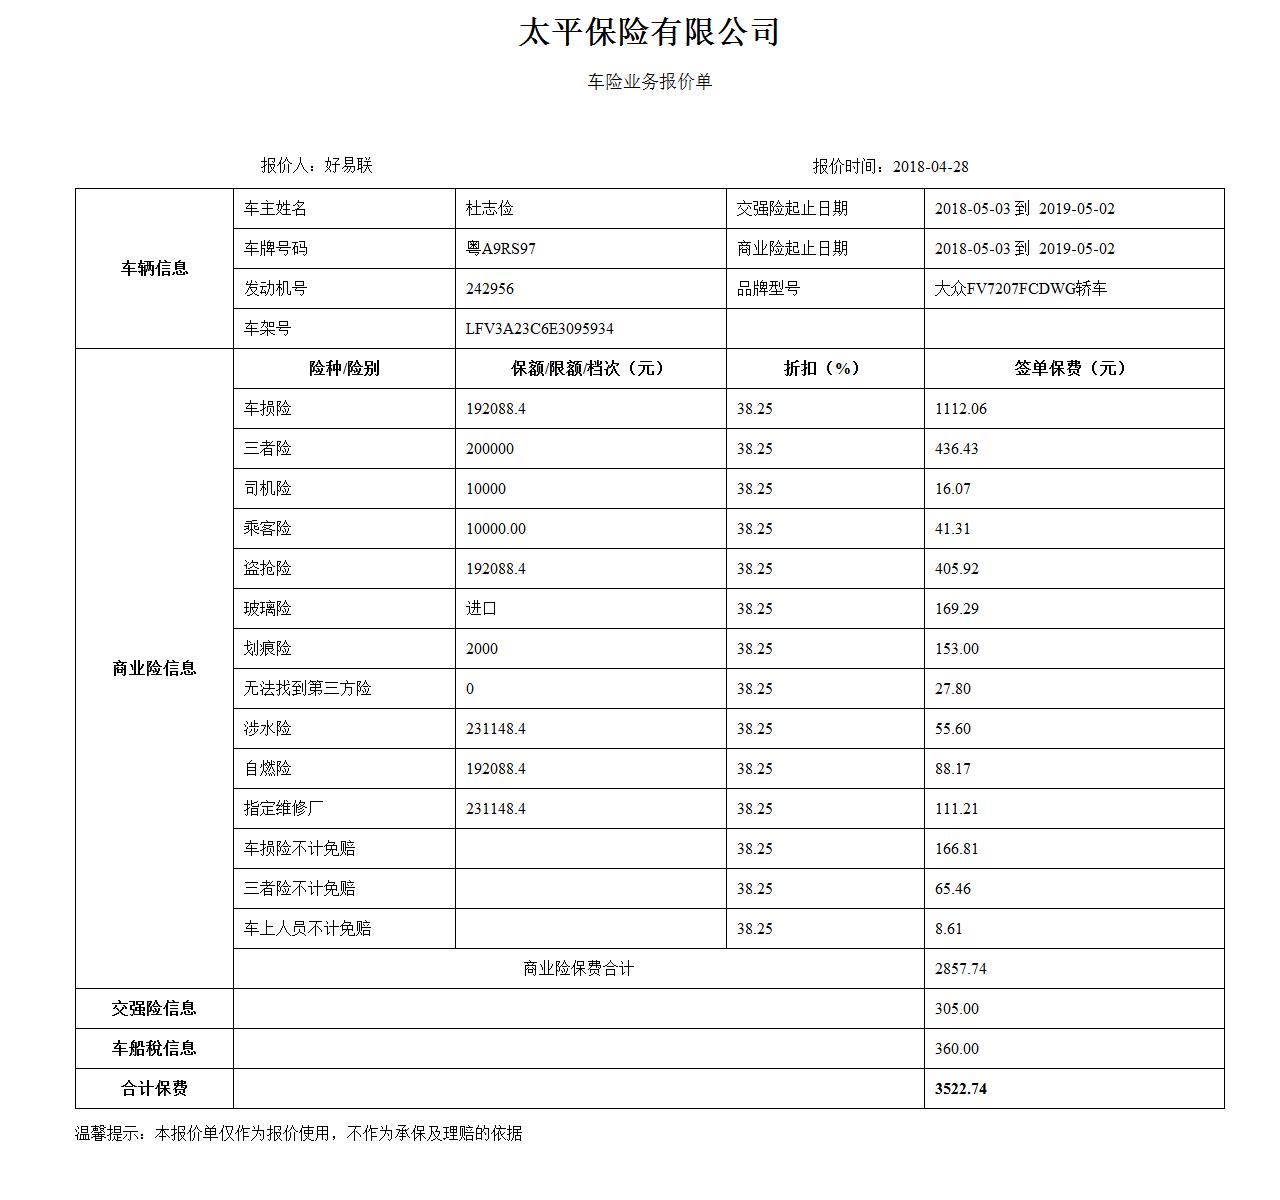 太平保险有限公司
车险业务报价单
报价人：好易联 报价时间：2018-04-28
车辆信息
车主姓名 杜志俭 交强险起止日期 2018-05-03 到 2019-05-02
车牌号码 粤A9RS97 商业险起止日期 2018-05-03 到 2019-05-02
发动机号 242956 品牌型号 大众FV7207FCDWG轿车
车架号 LFV3A23C6E3095934
商业险信息
险种/险别 保额/限额/档次（元） 折扣（%） 签单保费（元）
车损险 192088.4 38.25 1112.06
三者险 200000 38.25 436.43
司机险 10000 38.25 16.07
乘客险 10000.00 38.25 41.31
盗抢险 192088.4 38.25 405.92
玻璃险 进口 38.25 169.29
划痕险 2000 38.25 153.00
无法找到第三方险 0 38.25 27.80
涉水险 231148.4 38.25 55.60
自燃险 192088.4 38.25 88.17
指定维修厂 231148.4 38.25 111.21
车损险不计免赔 38.25 166.81
三者险不计免赔 38.25 65.46
车上人员不计免赔 38.25 8.61
商业险保费合计 2857.74
交强险信息 305.00
车船税信息 360.00
合计保费 3522.74
温馨提示：本报价单仅作为报价使用，不作为承保及理赔的依据